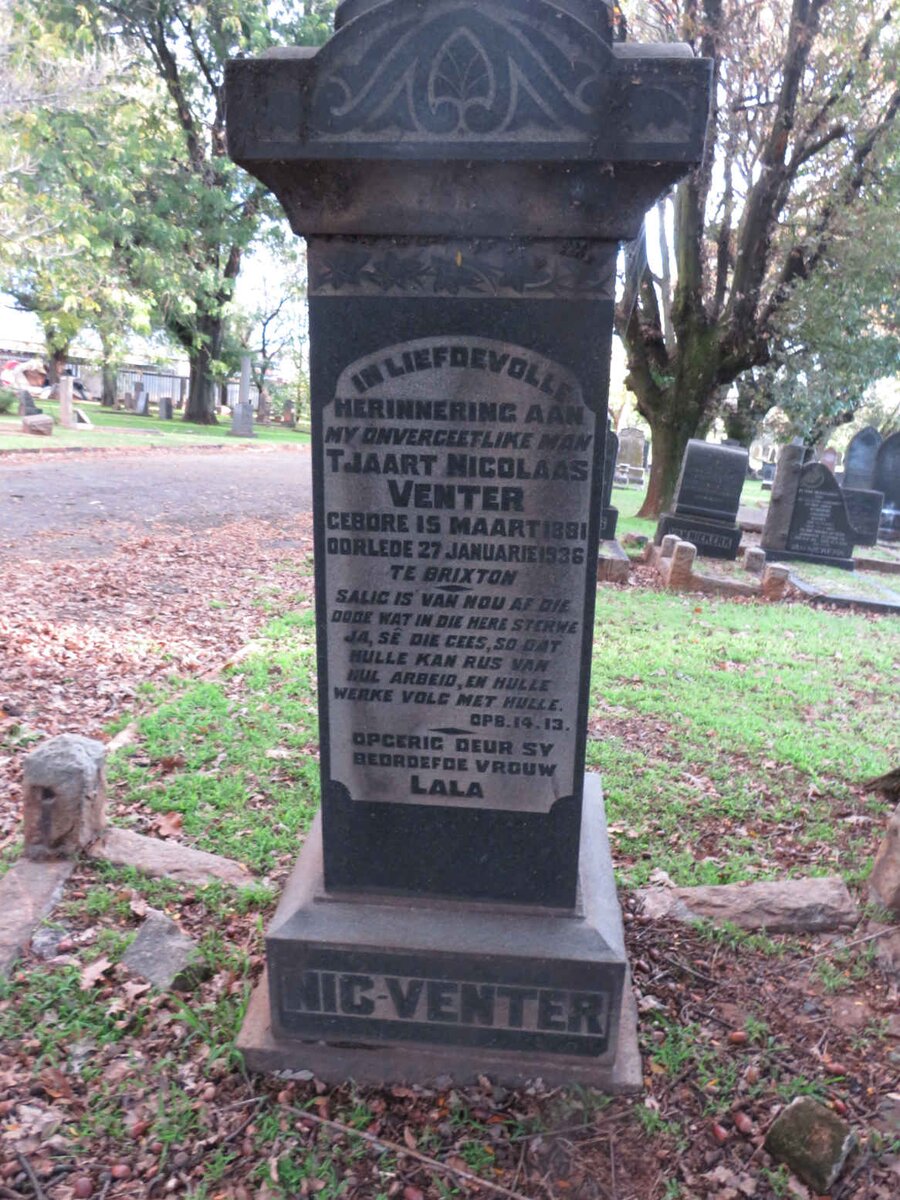 IN LIEFDEVOLLE
HERINNERING AAN
MY ONVERGEETLIKE MAN
TJAART NICOLAAS
VENTER
GEBORE 15 MAART 1881
OORLEDE 27 JANUARIE 1936
TE BRIXTON
SALIG IS VAN NOU AF DIE
DODE WAT IN DIE HERE STERWE
JA, SÊ DIE GEES, SO DAT
HULLE KAN RUS VAN
HUL ARBEID, EN HULLE
WERKE VOLG MET HULLE.
OPB. 14.13.
OPGERIG DEUR SY
BEDROEFDE VROUW
LALA
NIC-VENTER